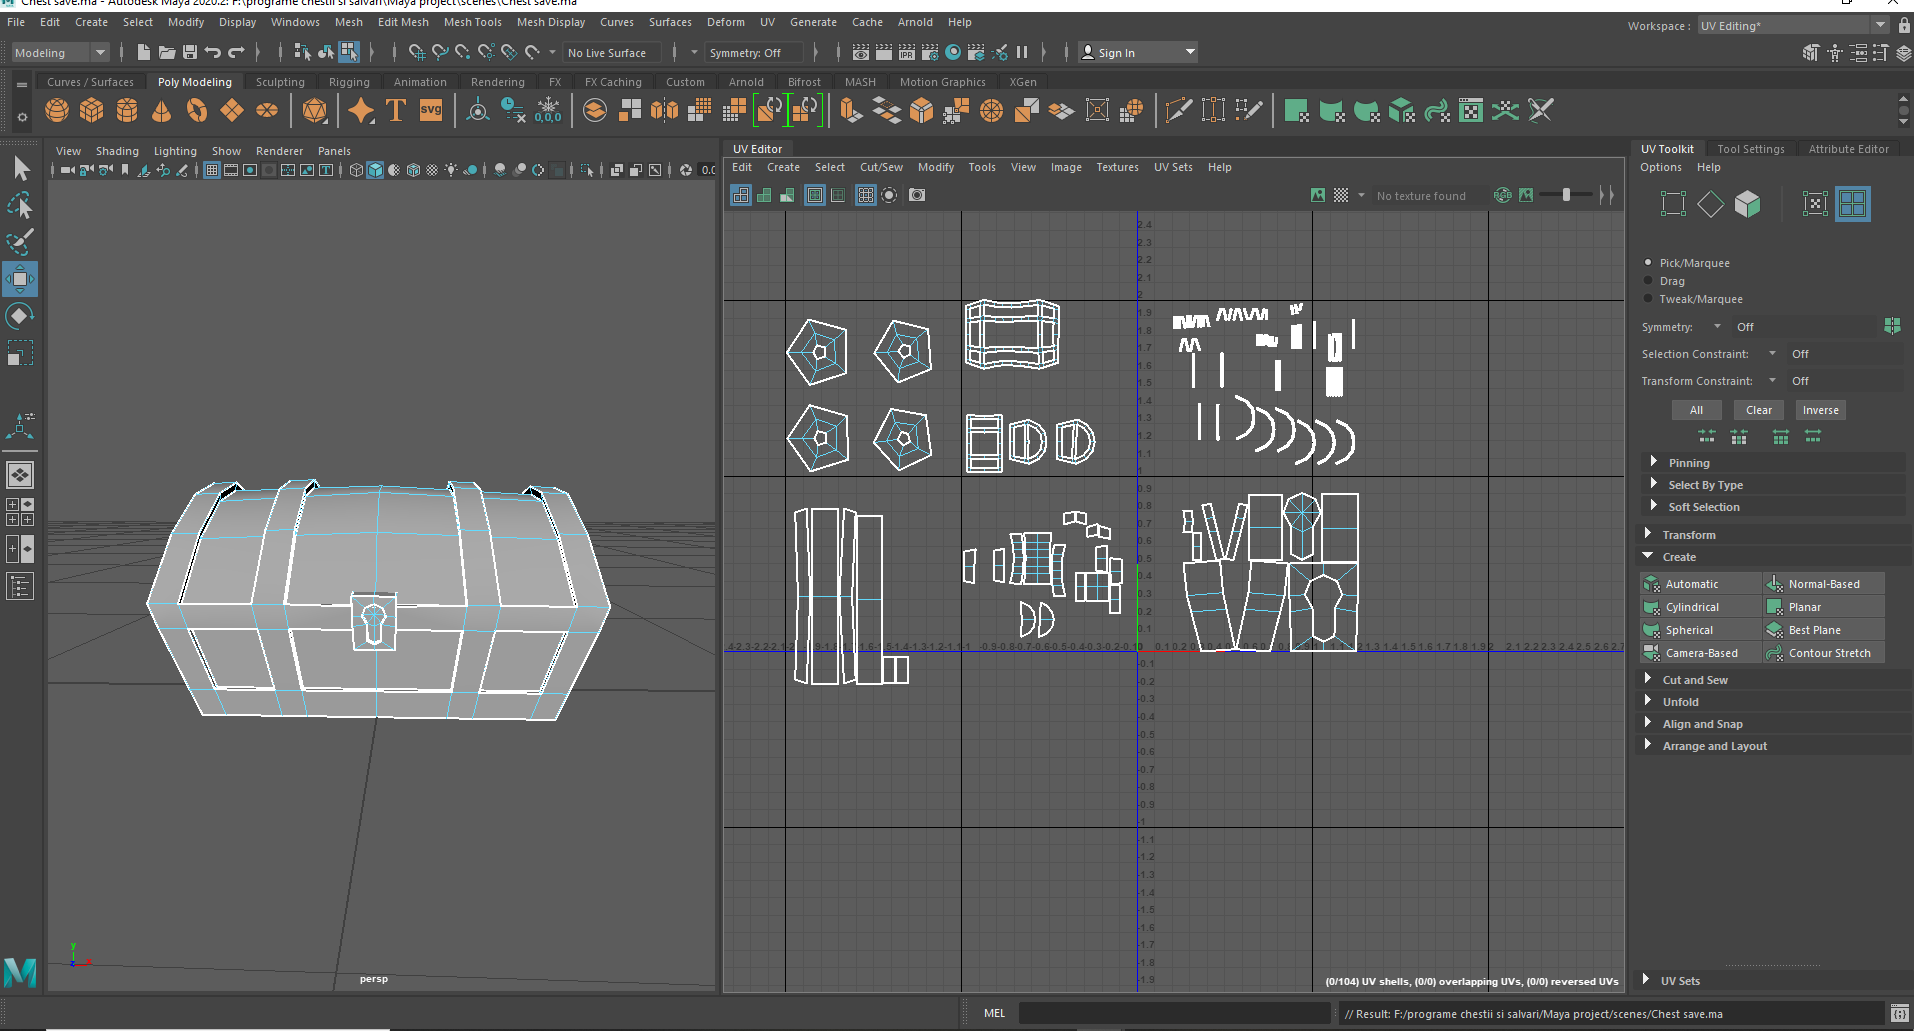 Chest save.ma - Autodesk Maya 2020.2: F:\programe chestii si salvari\Maya project\scenes\Chest save.ma
File Edit Create Select Modify Display Windows Mesh Edit Mesh Mesh Tools Mesh Display Curves Surfaces Deform UV Generate Cache Arnold Help
Workspace : UV Editing*
Modeling No Live Surface Symmetry: Off Sign In
Curves / Surfaces Poly Modeling Sculpting Rigging Animation Rendering FX FX Caching Custom Arnold Bifrost MASH Motion Graphics XGen
T svg 0,0,0
View Shading Lighting Show Renderer Panels
UV Editor
UV Toolkit Tool Settings Attribute Editor
Edit Create Select Cut/Sew Modify Tools View Image Textures UV Sets Help
Options Help
No texture found
Pick/Marquee
Drag
Tweak/Marquee
Symmetry: Off
Selection Constraint: Off
Transform Constraint: Off
All Clear Inverse
Pinning
Select By Type
Soft Selection
Transform
Create
Automatic Normal-Based
Cylindrical Planar
Spherical Best Plane
Camera-Based Contour Stretch
Cut and Sew
Unfold
Align and Snap
Arrange and Layout
persp
(0/104) UV shells, (0/0) overlapping UVs, (0/0) reversed UVs
UV Sets
MEL
// Result: F:/programe chestii si salvari/Maya project/scenes/Chest save.ma